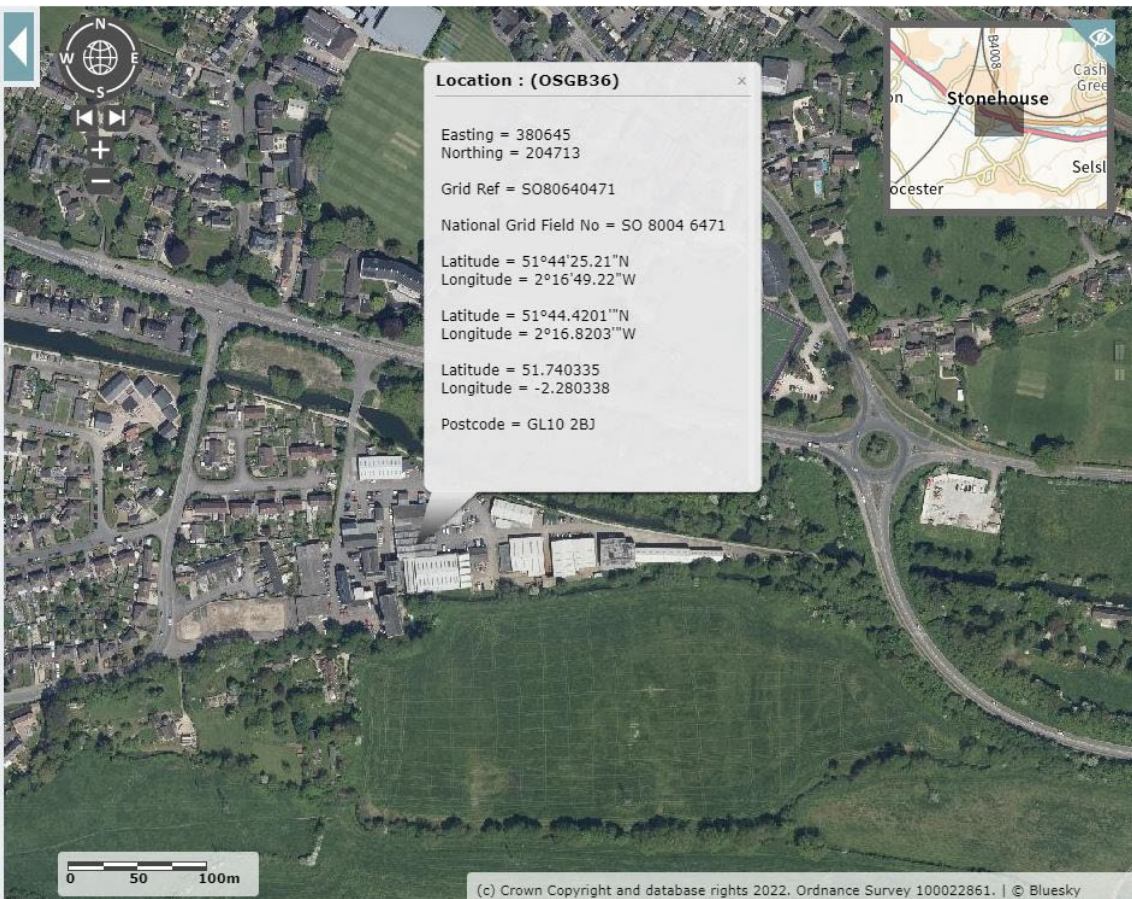 N
W
E
S
Location : (OSGB36)
×
Easting = 380645
Northing = 204713
Grid Ref = SO80640471
National Grid Field No = SO 8004 6471
Latitude = 51°44'25.21"N
Longitude = 2°16'49.22"W
Latitude = 51°44.4201'"N
Longitude = 2°16.8203'"W
Latitude = 51.740335
Longitude = -2.280338
Postcode = GL10 2BJ
B4008
Cash
Gree
on
Stonehouse
Selsl
ocester
0 50 100m
(c) Crown Copyright and database rights 2022. Ordnance Survey 100022861. | © Bluesky